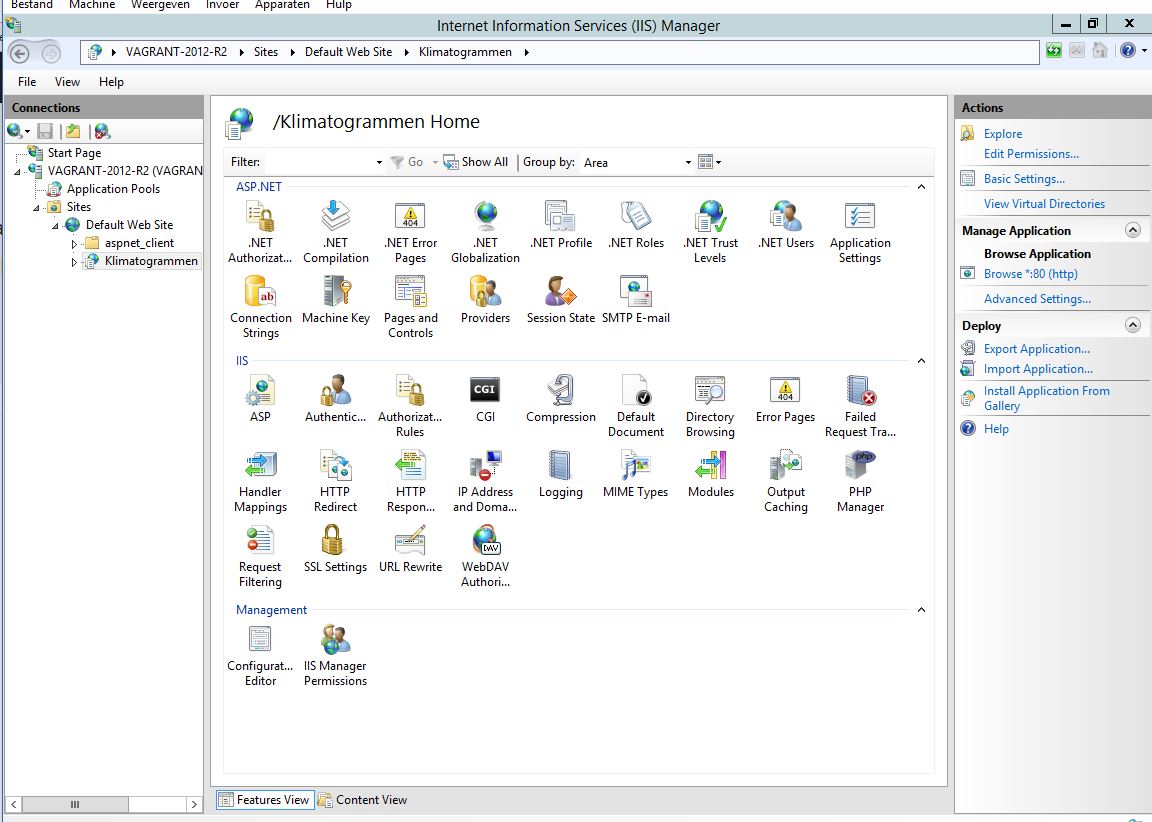 Bestand Machine Weergeven Invoer Apparaten Hulp
Internet Information Services (IIS) Manager
VAGRANT-2012-R2 Sites Default Web Site Klimatogrammen
File View Help
Connections
Start Page
VAGRANT-2012-R2 (VAGRAN
Application Pools
Sites
Default Web Site
aspnet_client
Klimatogrammen
/Klimatogrammen Home
Filter: Go Show All Group by: Area
ASP.NET
.NET Authorizat...
.NET Compilation
.NET Error Pages
.NET Globalization
.NET Profile
.NET Roles
.NET Trust Levels
.NET Users
Application Settings
Connection Strings
Machine Key
Pages and Controls
Providers
Session State
SMTP E-mail
IIS
ASP
Authentic...
Authorizat... Rules
CGI
Compression
Default Document
Directory Browsing
Error Pages
Failed Request Tra...
Handler Mappings
HTTP Redirect
HTTP Respon...
IP Address and Doma...
Logging
MIME Types
Modules
Output Caching
PHP Manager
Request Filtering
SSL Settings
URL Rewrite
WebDAV Authori...
Management
Configurat... Editor
IIS Manager Permissions
Features View Content View
Actions
Explore
Edit Permissions...
Basic Settings...
View Virtual Directories
Manage Application
Browse Application
Browse *:80 (http)
Advanced Settings...
Deploy
Export Application...
Import Application...
Install Application From
Gallery
Help